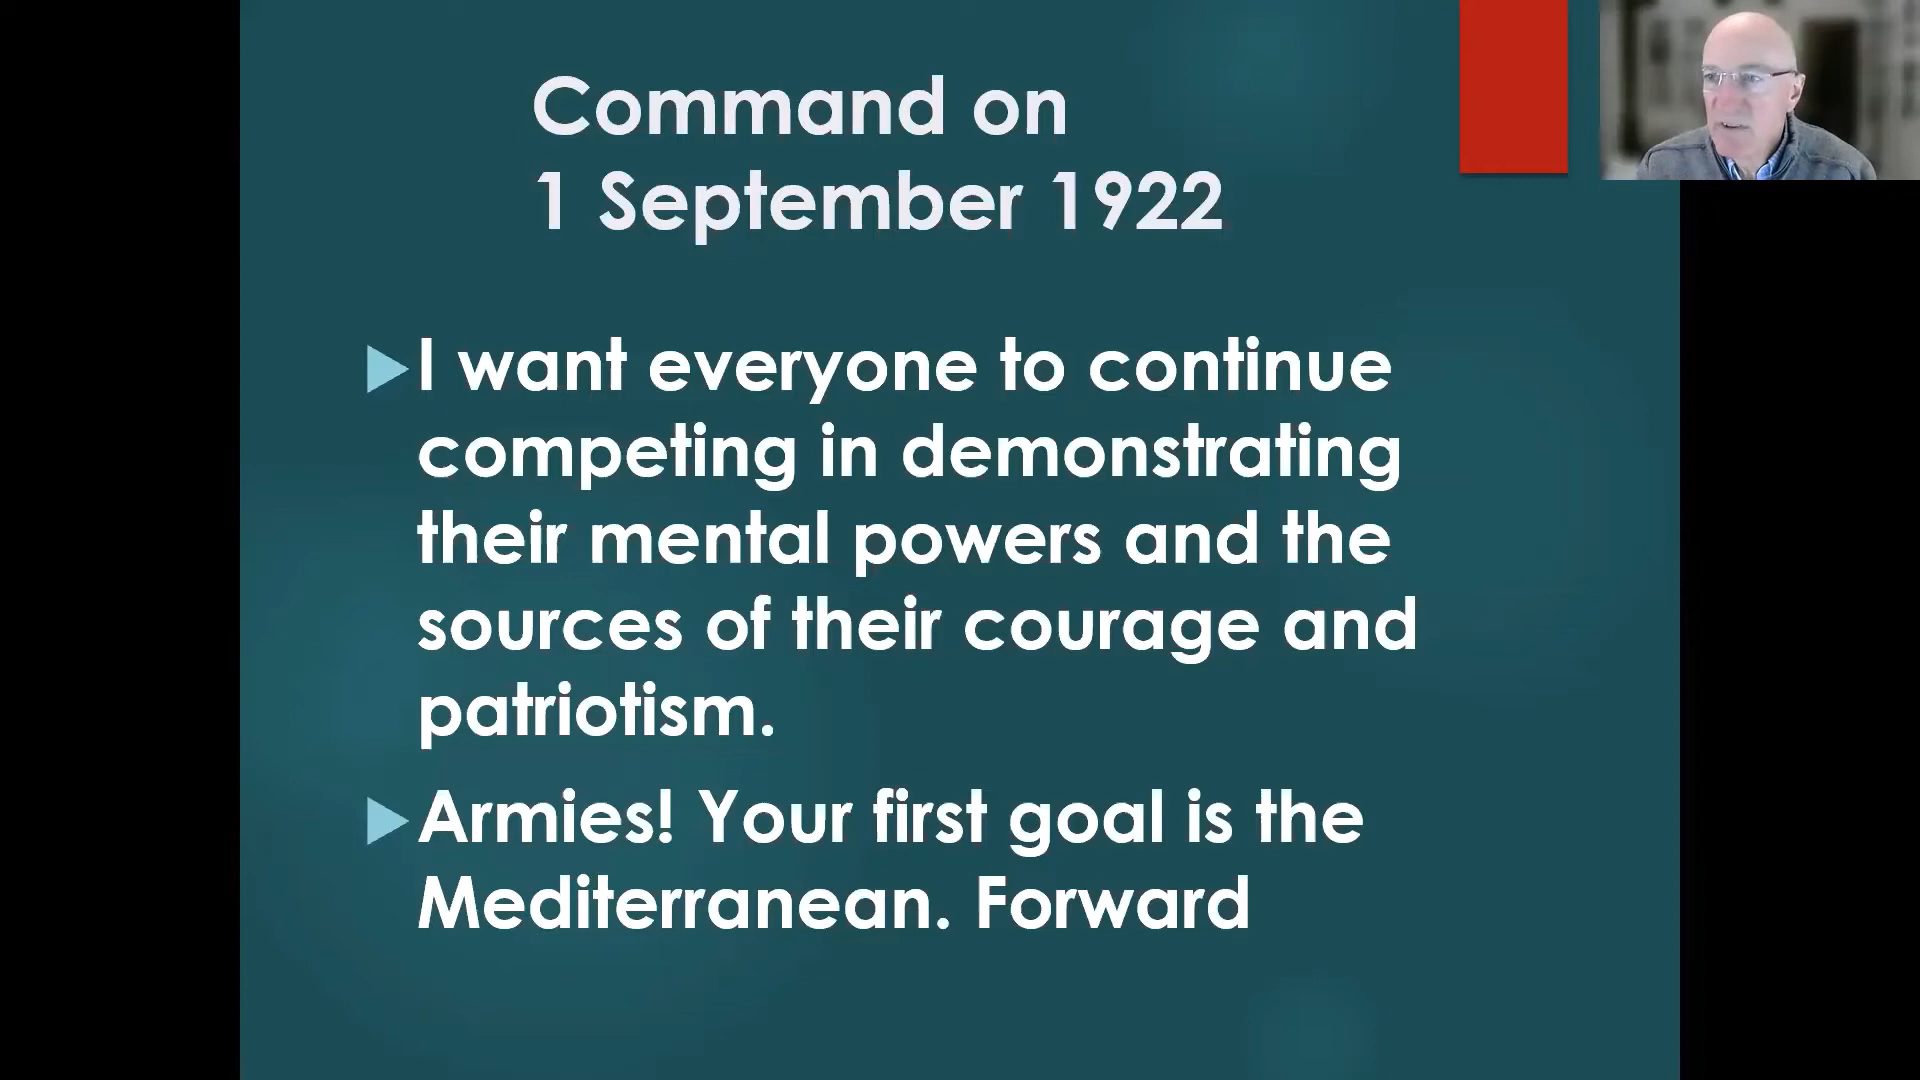 Command on
1 September 1922
I want everyone to continue
competing in demonstrating
their mental powers and the
sources of their courage and
patriotism.
Armies! Your first goal is the
Mediterranean. Forward